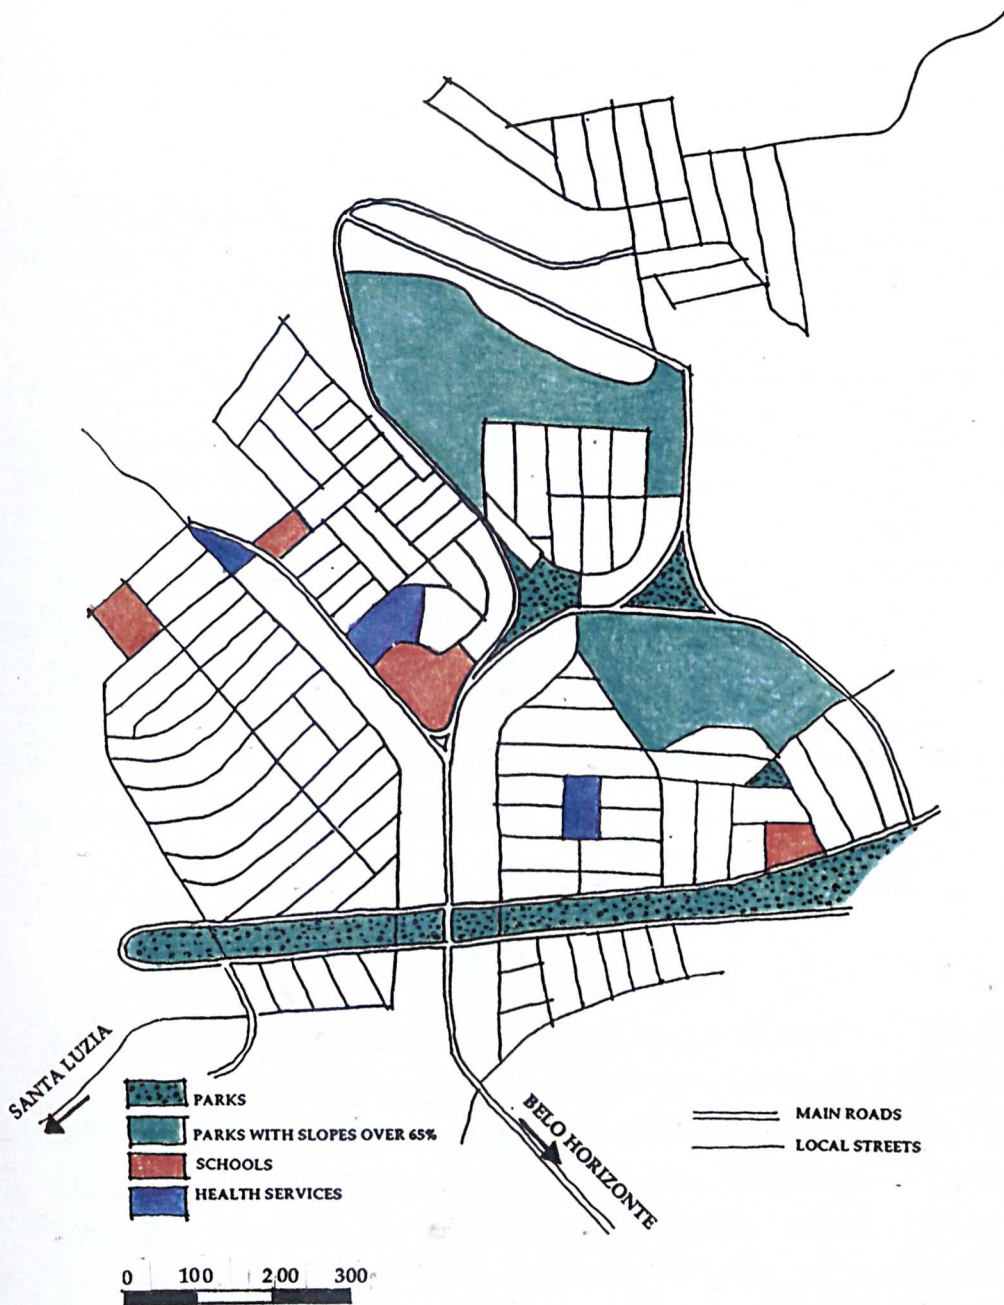 SANTA LUZIA
BELO HORIZONTE
PARKS
PARKS WITH SLOPES OVER 65%
SCHOOLS
HEALTH SERVICES
MAIN ROADS
LOCAL STREETS
0 100 200 300